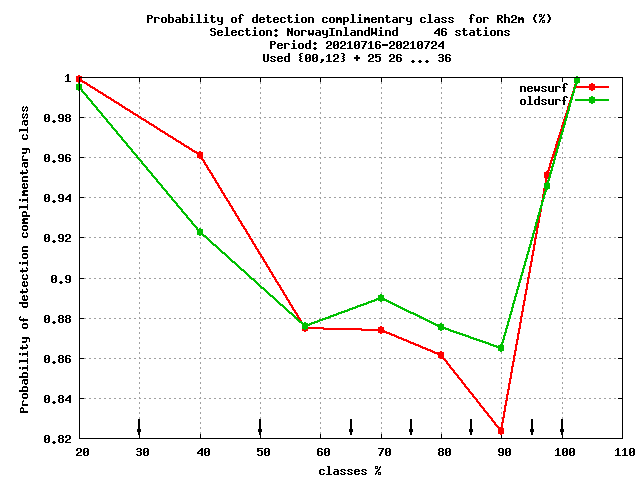 Probability of detection complimentary class  for Rh2m (%)
Selection: NorwayInlandWind     46 stations
Period: 20210716-20210724
Used {00,12} + 25 26 ... 36
newsurf
oldsurf
1
0,98
0,96
0,94
0,92
0,9
0,88
0,86
0,84
0,82
Probability of detection complimentary class
20 30 40 50 60 70 80 90 100 110
classes %